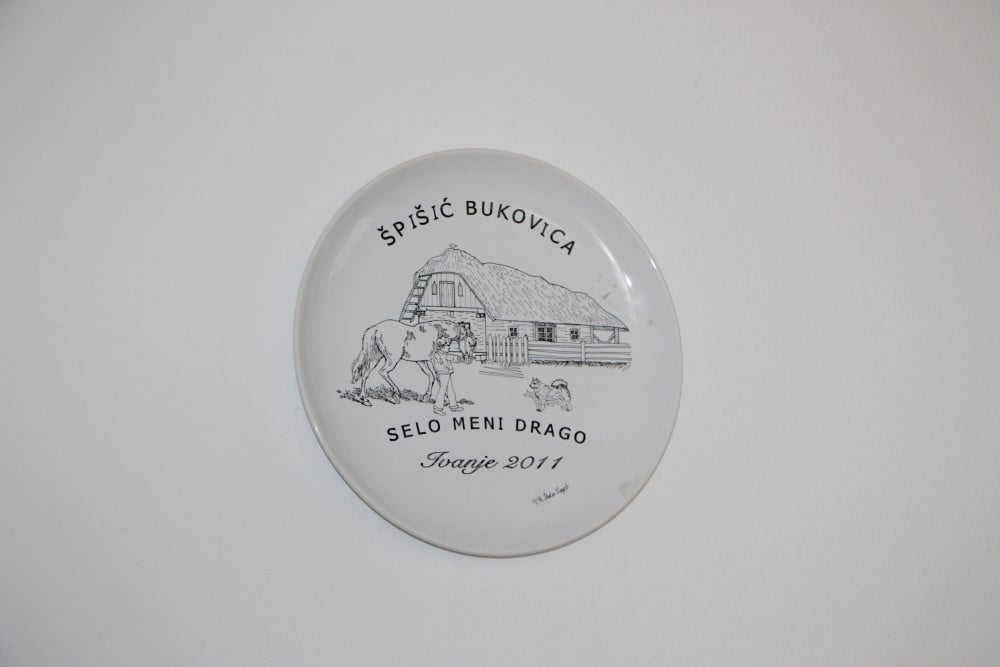 ŠPIŠIĆ BUKOVICA
SELO MENI DRAGO
Ivanje 2011